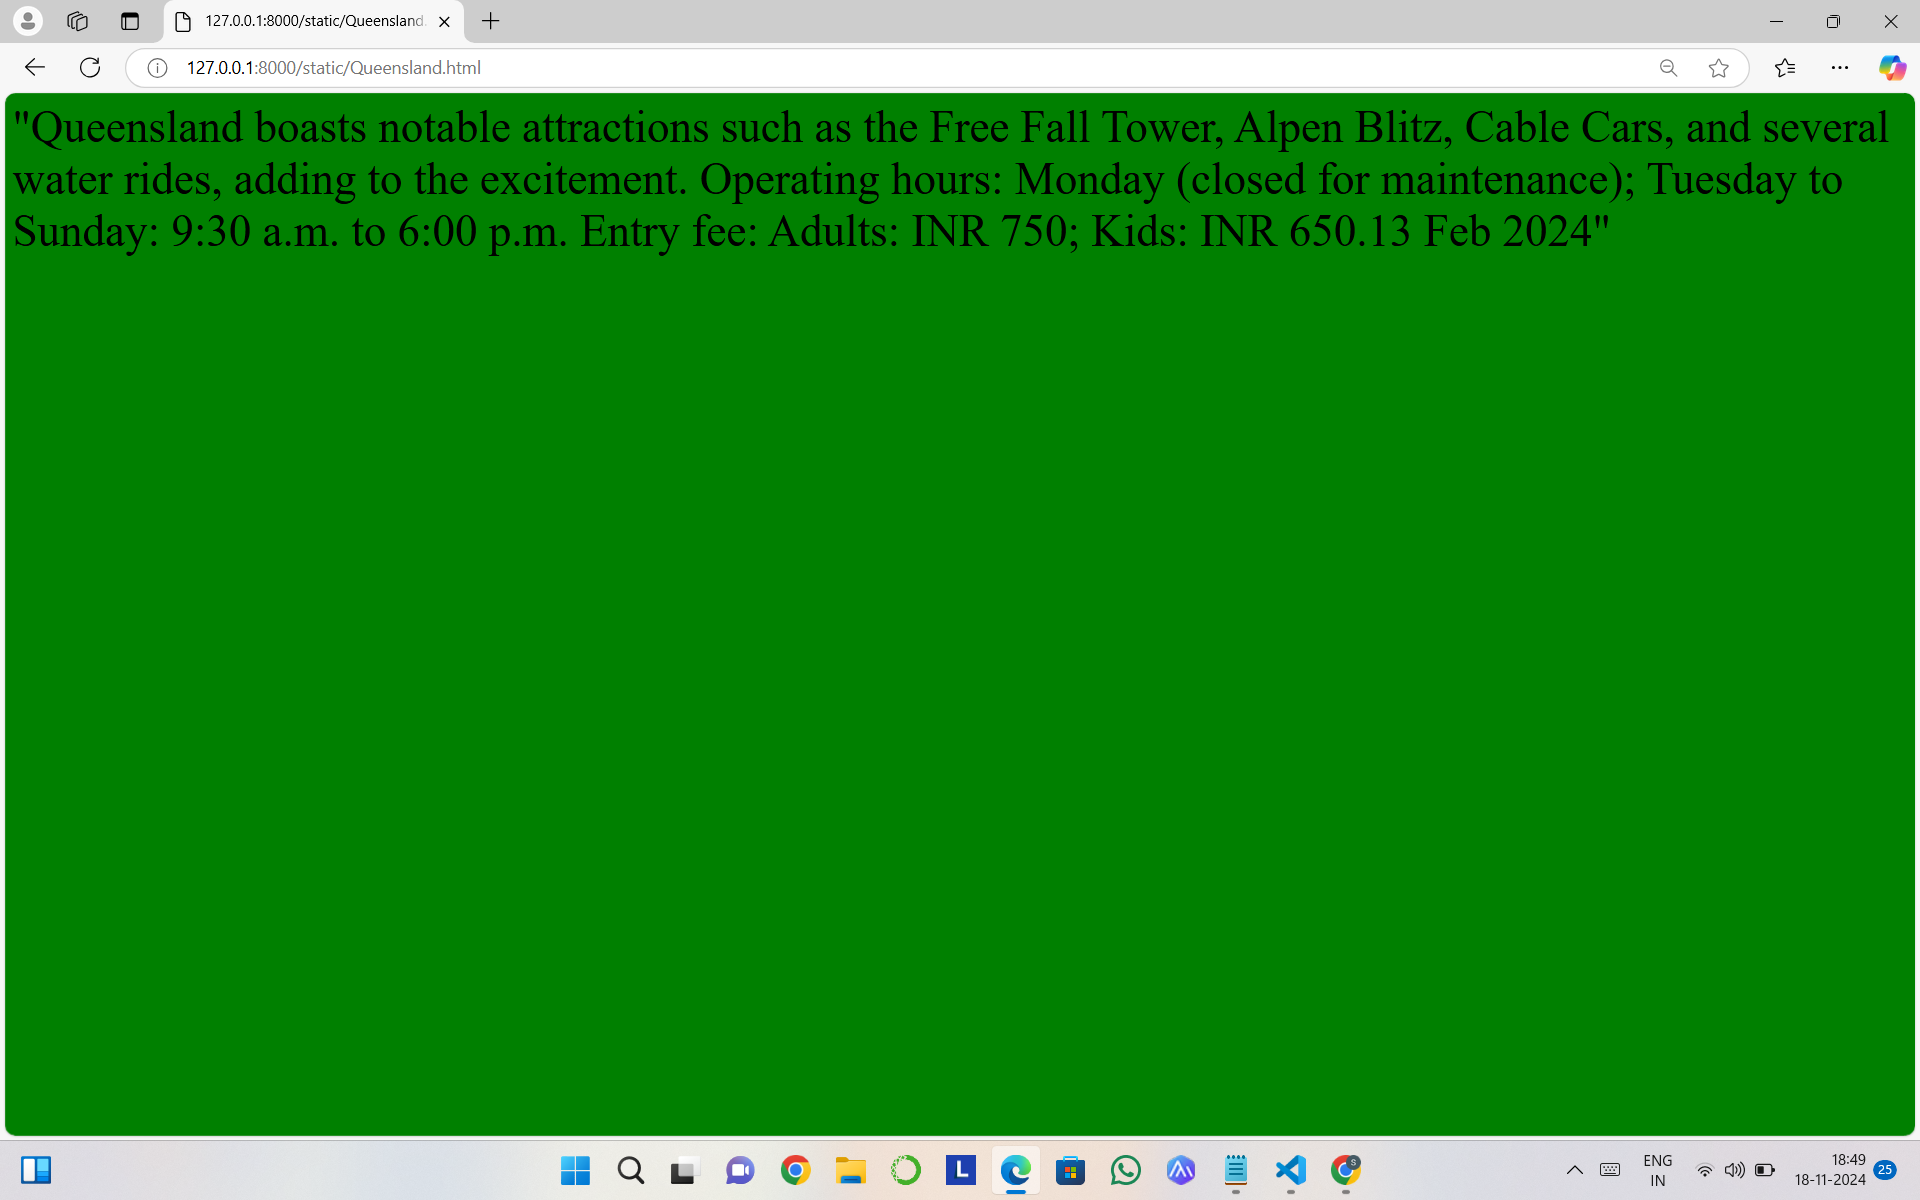 127.0.0.1:8000/static/Queensland.
127.0.0.1:8000/static/Queensland.html
"Queensland boasts notable attractions such as the Free Fall Tower, Alpen Blitz, Cable Cars, and several
water rides, adding to the excitement. Operating hours: Monday (closed for maintenance); Tuesday to
Sunday: 9:30 a.m. to 6:00 p.m. Entry fee: Adults: INR 750; Kids: INR 650.13 Feb 2024"
L
S
ENG
IN
18:49
18-11-2024
25